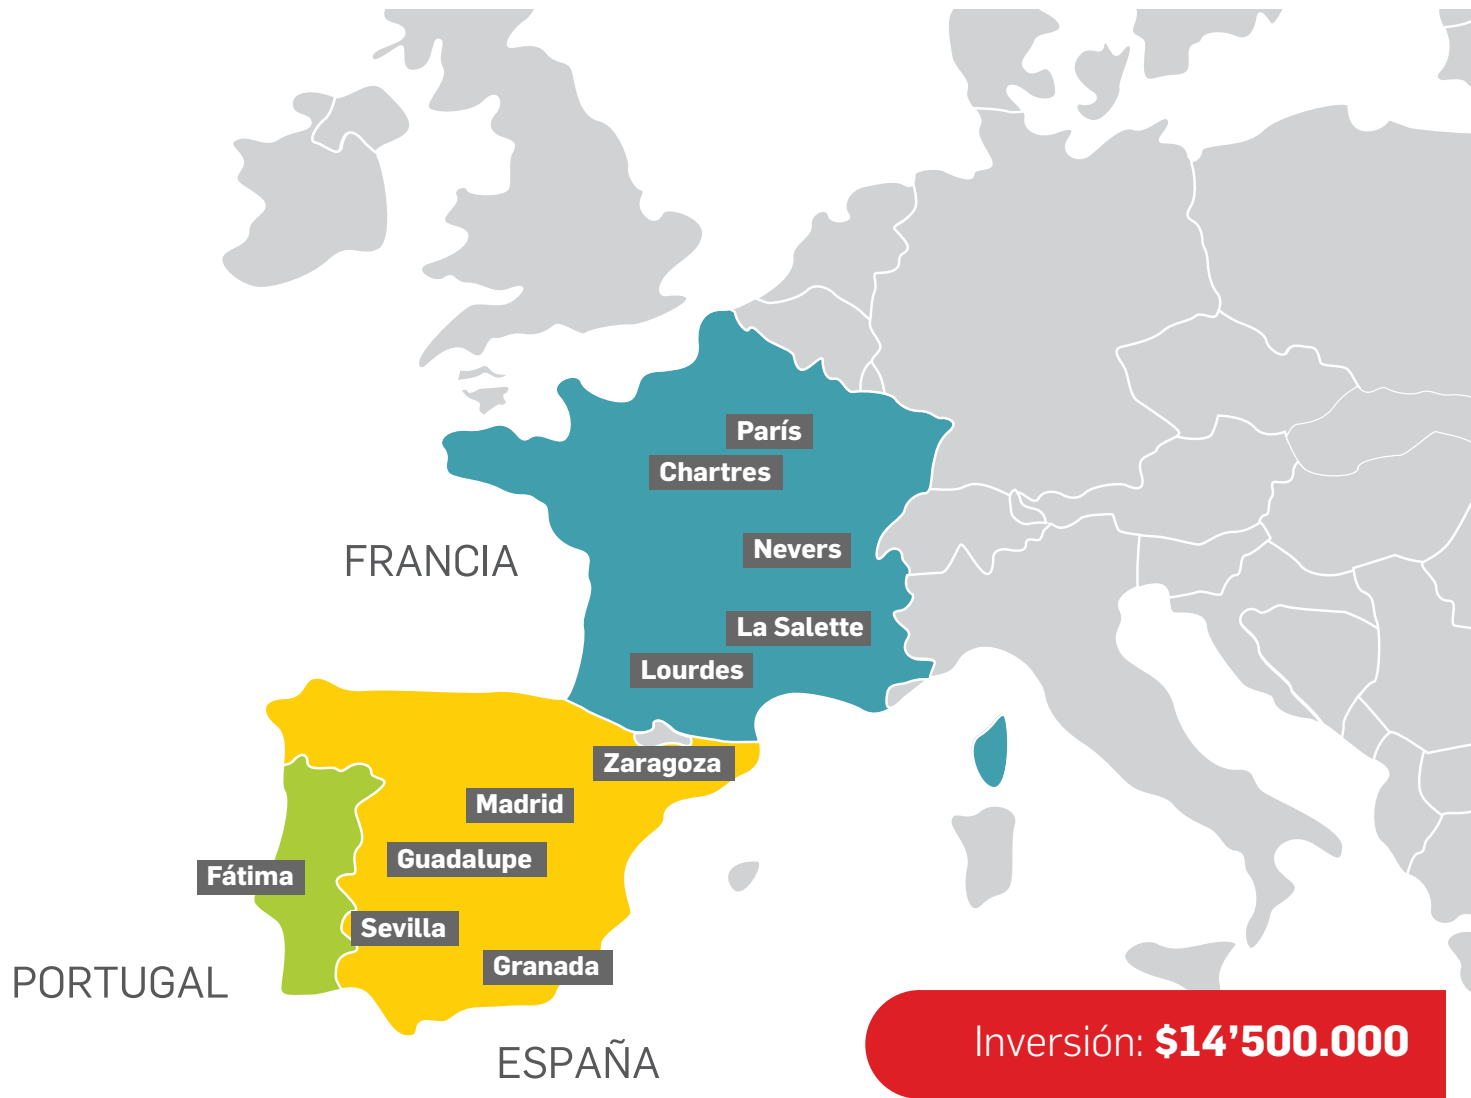 París
Chartres
Nevers
FRANCIA
La Salette
Lourdes
Zaragoza
Madrid
Guadalupe
Fátima
Sevilla
Granada
PORTUGAL
ESPAÑA
Inversión: $14’500.000